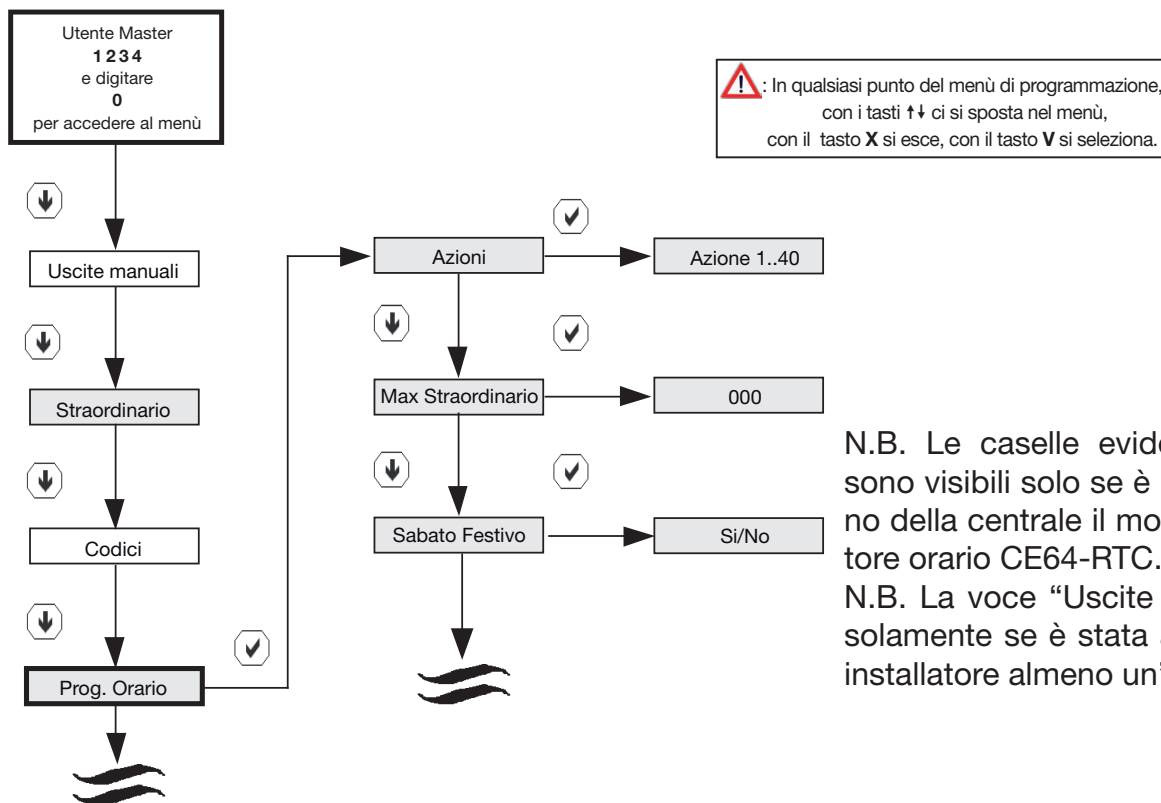 Utente Master
1234
e digitare
0
per accedere al menù
: In qualsiasi punto del menù di programmazione,
con i tasti ↑↓ ci si sposta nel menù,
con il tasto X si esce, con il tasto V si seleziona.
Uscite manuali
Straordinario
Codici
Prog. Orario
Azioni
Azione 1..40
Max Straordinario
000
Sabato Festivo
Si/No
N.B. Le caselle
sono visibili solo se è
no della centrale il
tore orario CE64-RTC.
N.B. La voce “Uscite
solamente se è stata
installatore almeno un’